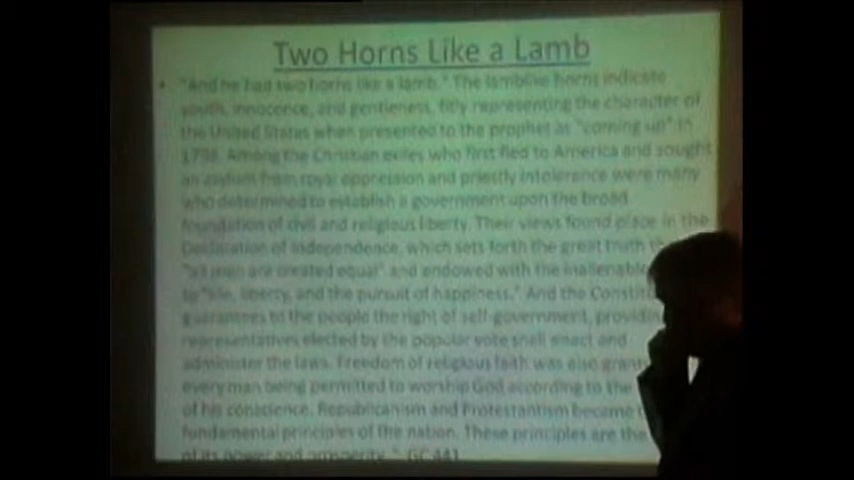 Two Horns Like a Lamb
• "And he had two horns like a lamb." The lamblike horns indicate
youth, innocence, and gentleness, fitly representing the character of
the United States when presented to the prophet as "coming up" in
1798. Among the Christian exiles who first fled to America and sought
an asylum from royal oppression and priestly intolerance were many
who determined to establish a government upon the broad
foundation of civil and religious liberty. Their views found place in the
Declaration of Independence, which sets forth the great truth
"all men are created equal" and endowed with the inalienable
to "life, liberty, and the pursuit of happiness." And the
guarantees to the people the right of self-government,
representatives elected by the popular vote shall enact and
administer the laws. Freedom of religious faith was also
every man being permitted to worship God according to the
of his conscience. Republicanism and Protestantism became
fundamental principles of the nation. These principles are the
of its power and prosperity." GC 441